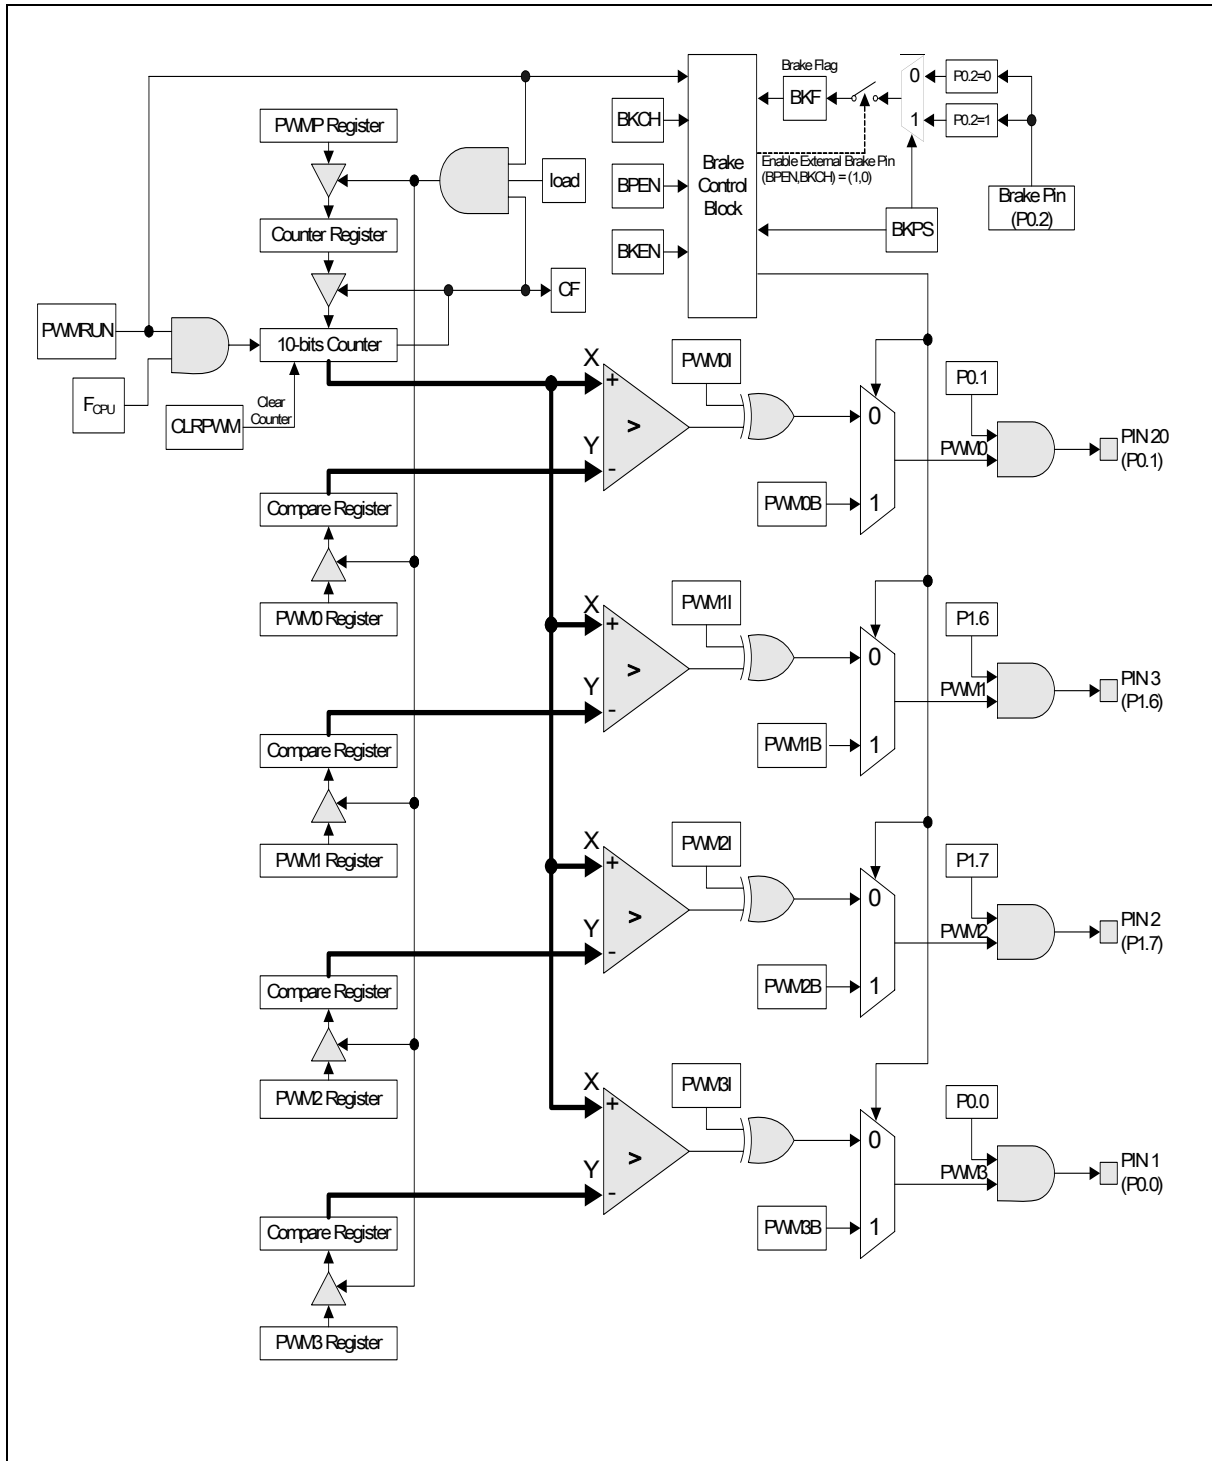 Brake Flag
BKF
0
1
P0.2=0
P0.2=1
Brake Pin
(P0.2)
BKPS
Enable External Brake Pin
(BPEN,BKCH) = (1,0)
Brake
Control
Block
BKCH
BPEN
BKEN
PWMP Register
load
Counter Register
CF
PWMRUN
10-bits Counter
FCPU
CLRPWM
Clear
Counter
X
+
>
Y
-
PWM0I
0
1
PWM0B
P0.1
PWM0
PIN 20
(P0.1)
Compare Register
PWM0 Register
X
+
>
Y
-
PWM1I
0
1
PWM1B
P1.6
PWM1
PIN 3
(P1.6)
Compare Register
PWM1 Register
X
+
>
Y
-
PWM2I
0
1
PWM2B
P1.7
PWM2
PIN 2
(P1.7)
Compare Register
PWM2 Register
X
+
>
Y
-
PWM3I
0
1
PWM3B
P0.0
PWM3
PIN 1
(P0.0)
Compare Register
PWM3 Register